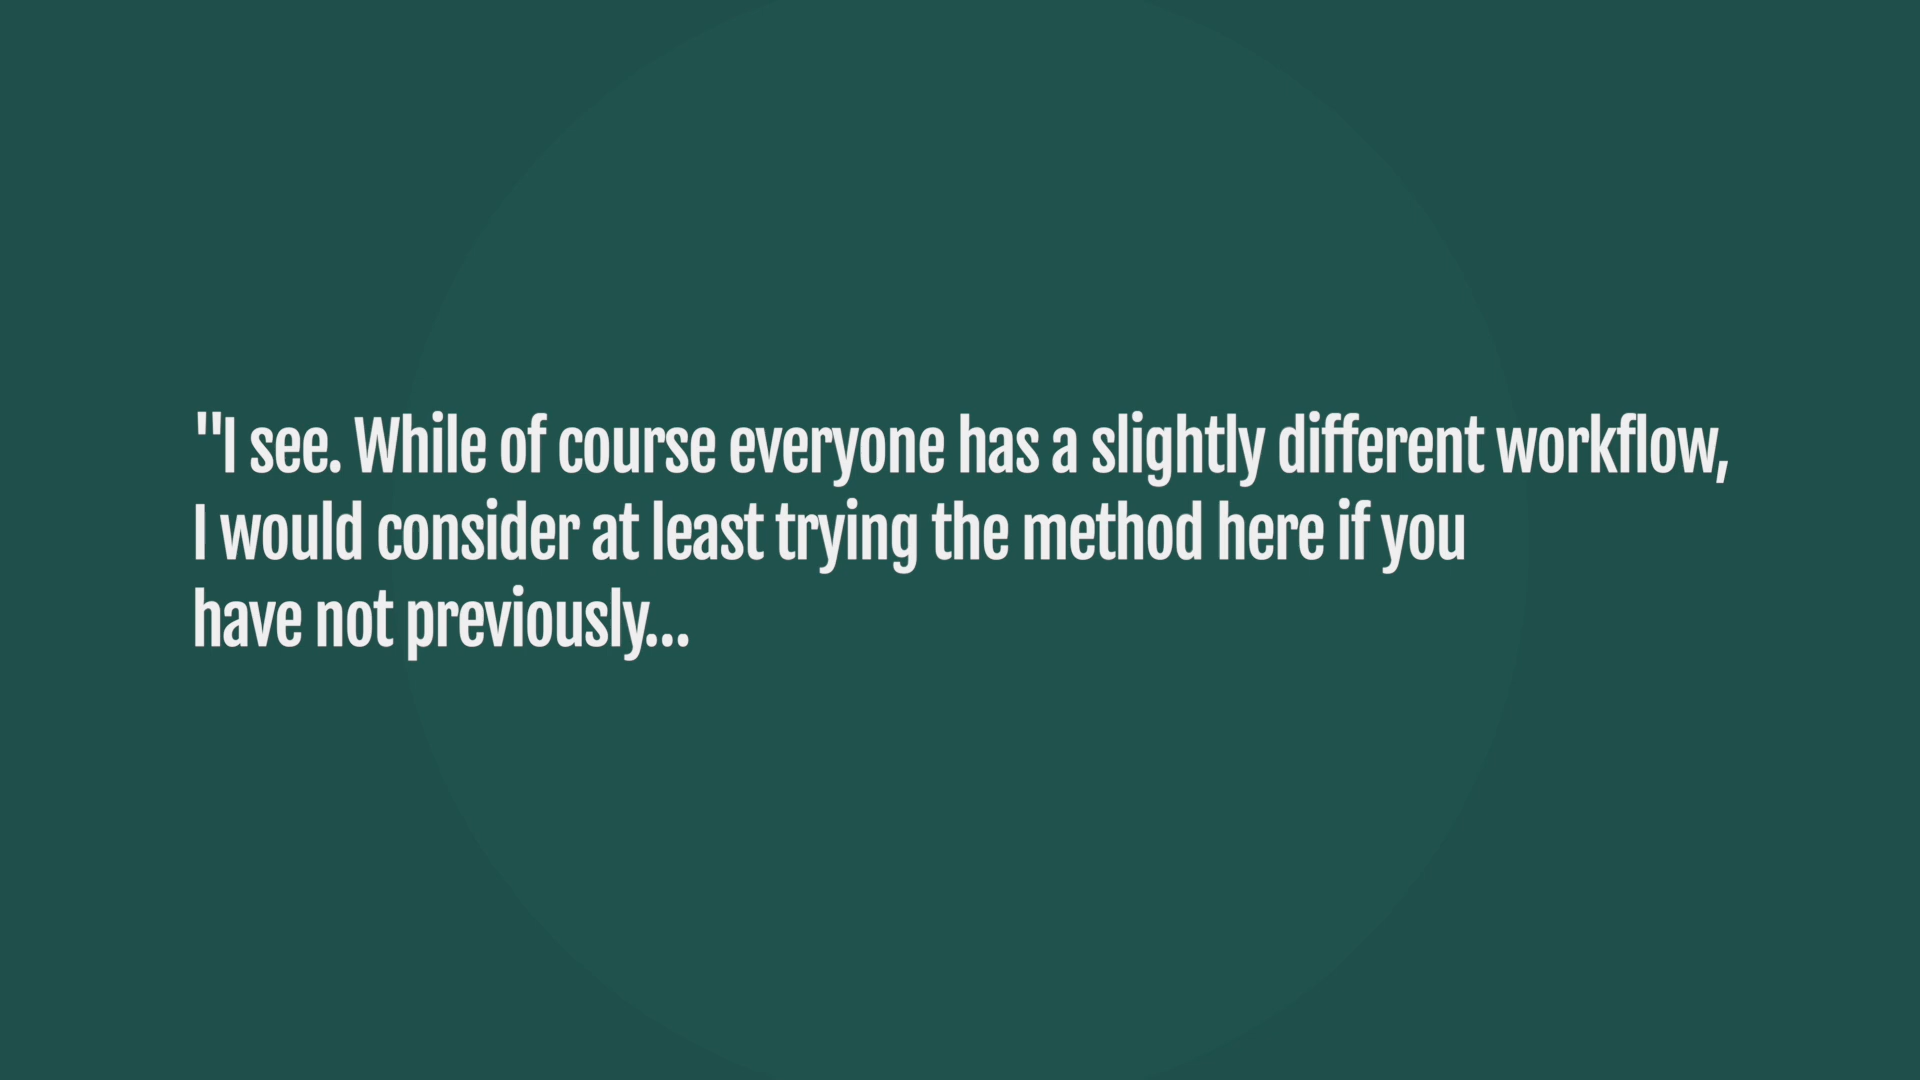 "I see. While of course everyone has a slightly different workflow,
I would consider at least trying the method here if you
have not previously...